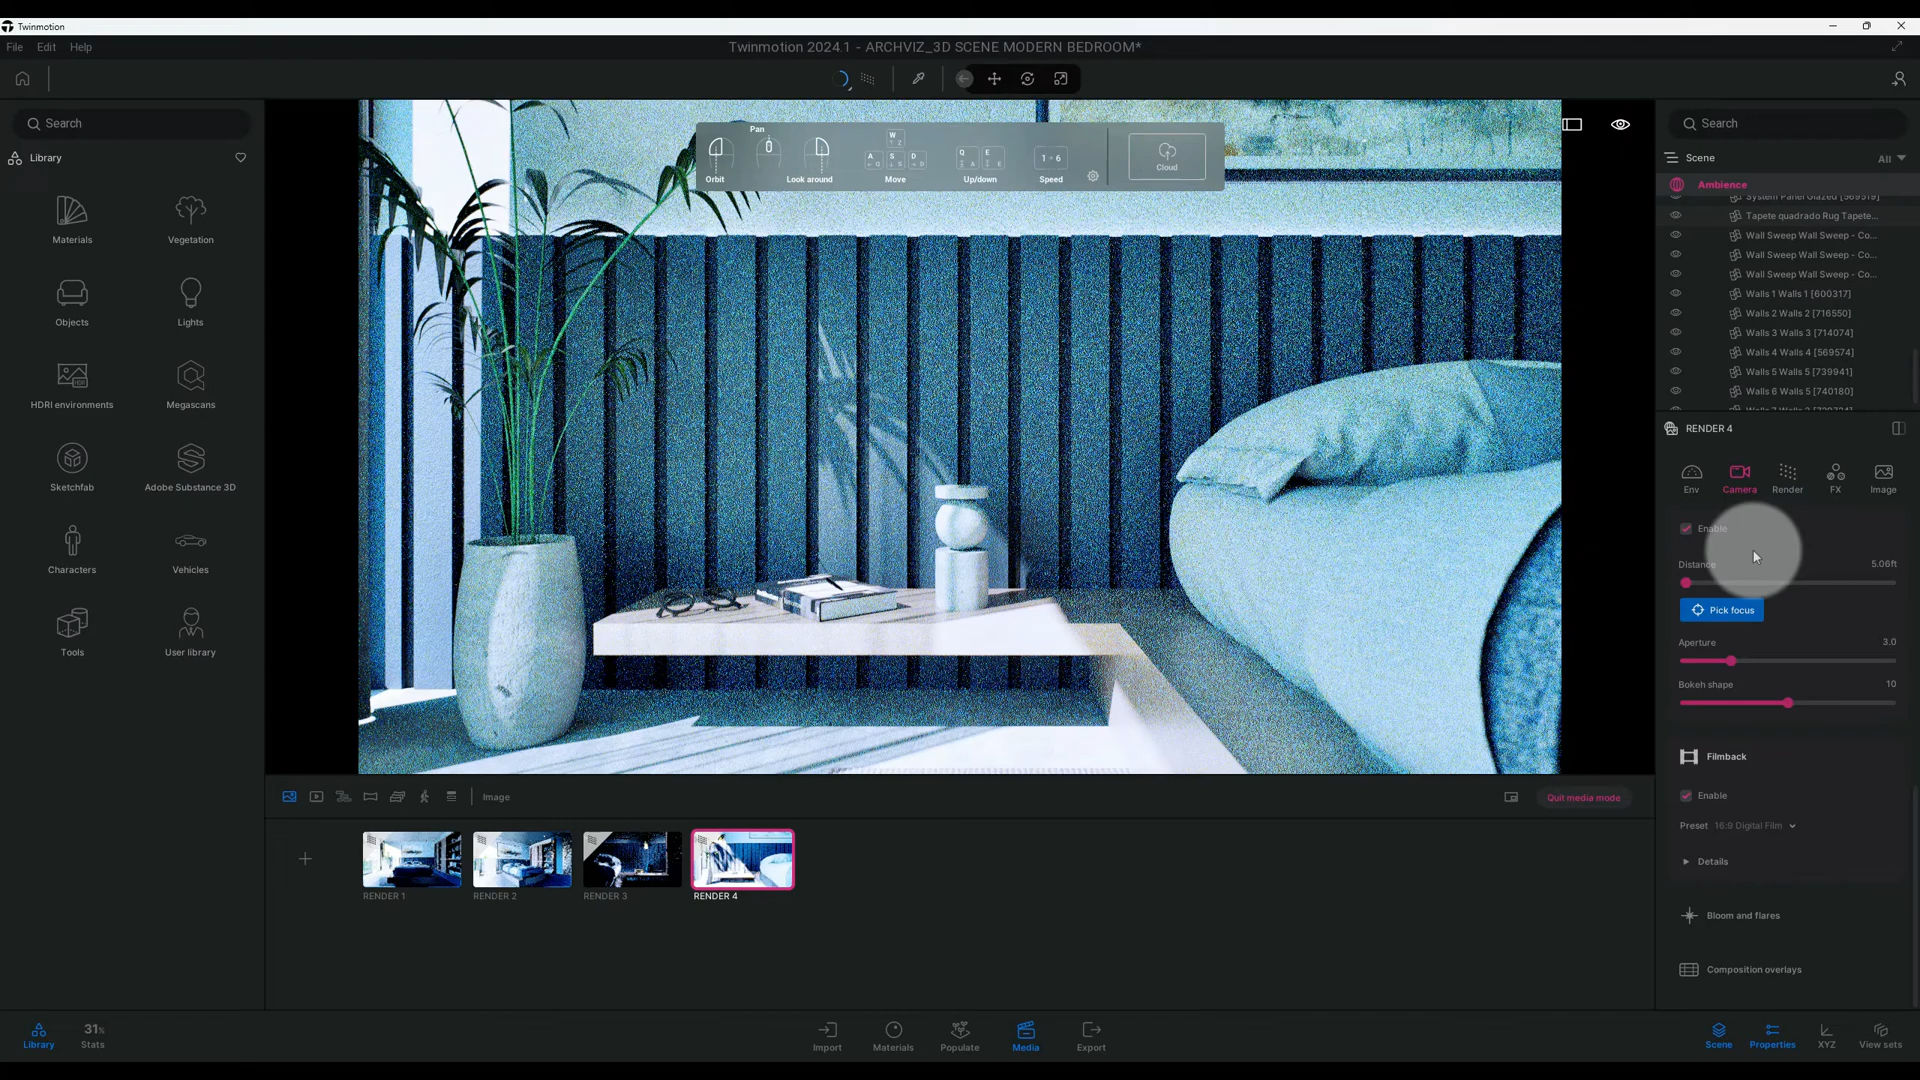 Twinmotion
File Edit Help
Twinmotion 2024.1 - ARCHVIZ_3D SCENE MODERN BEDROOM*
Search
Library
Materials
Vegetation
Objects
Lights
HDRI environments
Megascans
Sketchfab
Adobe Substance 3D
Characters
Vehicles
Tools
User library
Pan
Orbit
Look around
W
A S D
Move
Q E
Up/down
1 - 6
Speed
Cloud
Search
Scene
All
Ambience
System Panel Glazed [569519]
Tapete quadrado Rug Tapete...
Wall Sweep Wall Sweep - Co...
Wall Sweep Wall Sweep - Co...
Wall Sweep Wall Sweep - Co...
Walls 1 Walls 1 [600317]
Walls 2 Walls 2 [716550]
Walls 3 Walls 3 [714074]
Walls 4 Walls 4 [569574]
Walls 5 Walls 5 [739941]
Walls 6 Walls 5 [740180]
RENDER 4
Env
Camera
Render
FX
Image
Enable
Distance
5.06ft
Pick focus
Aperture
3.0
Bokeh shape
10
Filmback
Enable
Preset 16:9 Digital Film
Details
Bloom and flares
Composition overlays
Image
Quit media mode
RENDER 1
RENDER 2
RENDER 3
RENDER 4
Library
31%
Stats
Import
Materials
Populate
Media
Export
Scene
Properties
XYZ
View sets